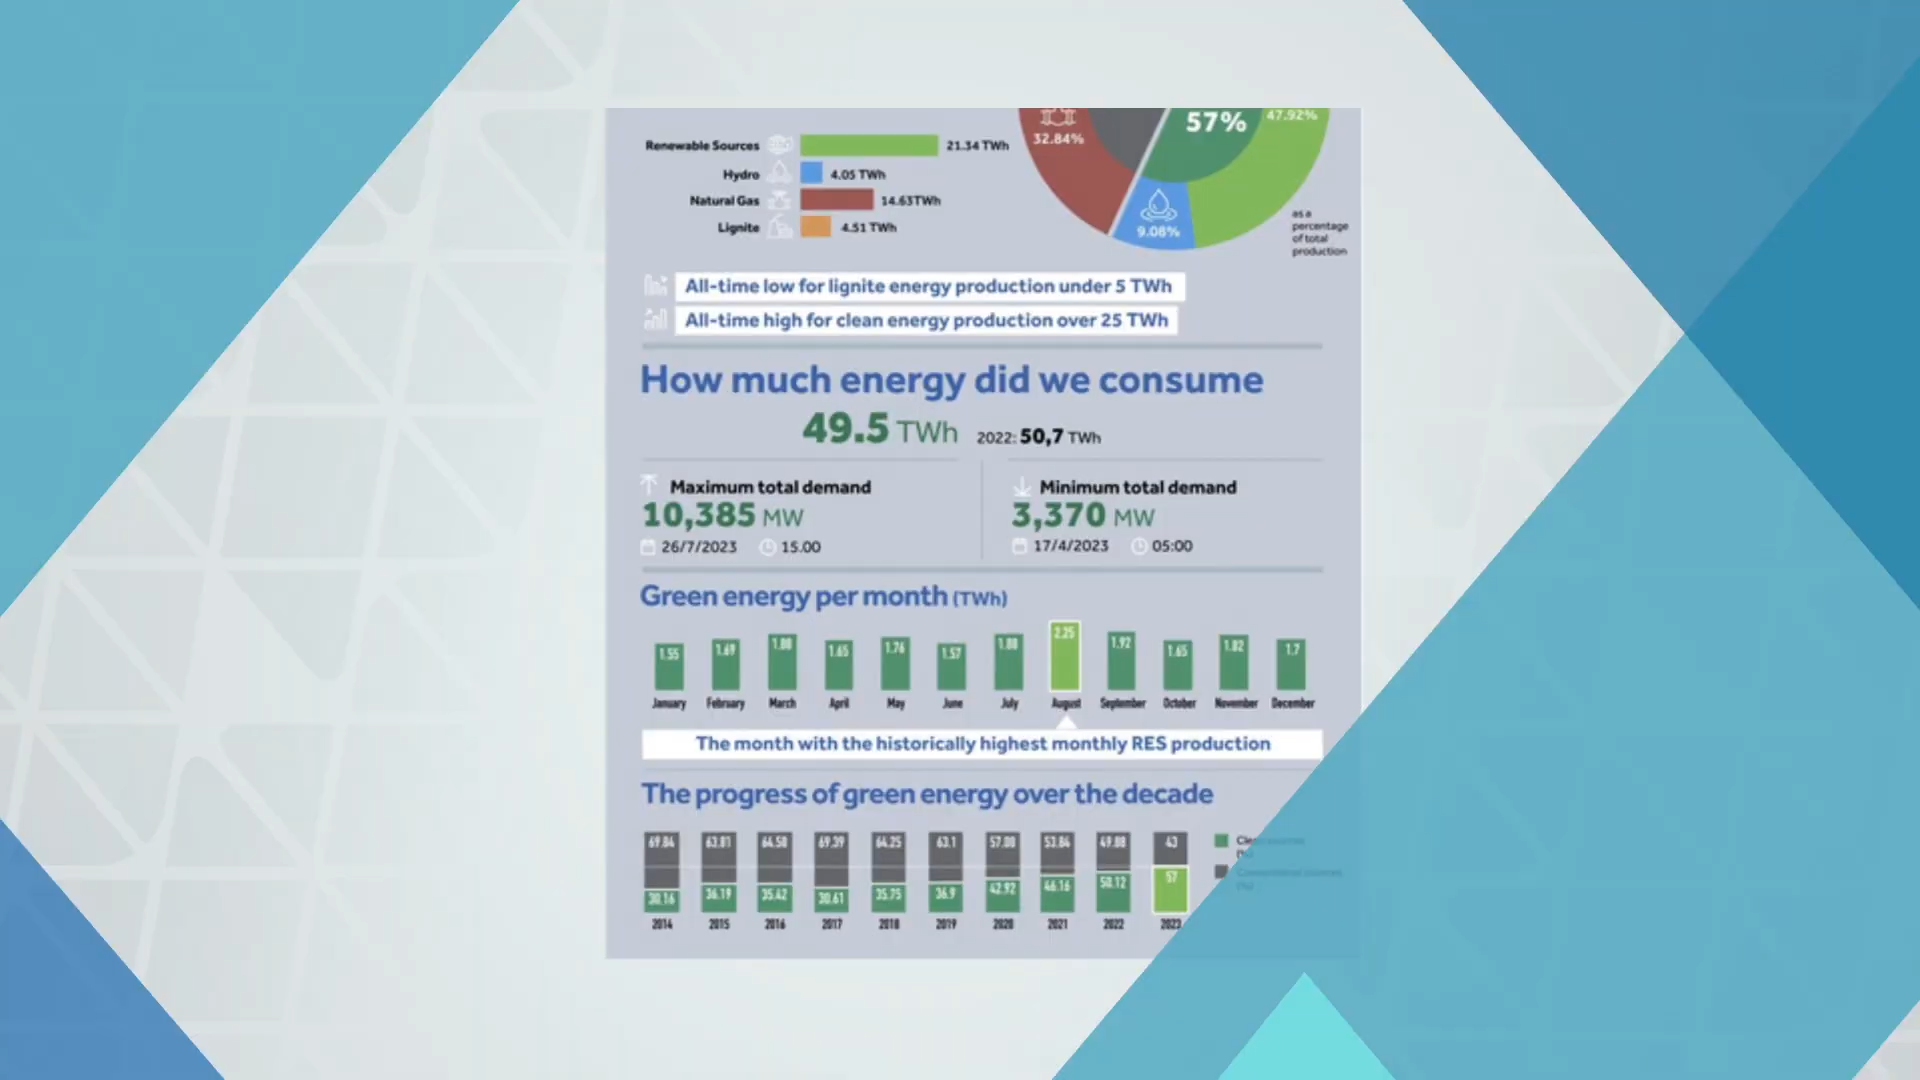 Renewable Sources 21.34 TWh
Hydro 4.05 TWh
Natural Gas 14.63TWh
Lignite 4.51 TWh
32.84%
57%
47.92%
9.08%
as a
percentage
of total
production
All-time low for lignite energy production under 5 TWh
All-time high for clean energy production over 25 TWh
How much energy did we consume
49.5 TWh 2022: 50,7 TWh
Maximum total demand
10,385 MW
26/7/2023 15.00
Minimum total demand
3,370 MW
17/4/2023 05:00
Green energy per month (TWh)
1.55 1.69 1.88 1.65 1.76 1.57 1.88 2.25 1.92 1.65 1.82 1.7
January February March April May June July August September October November December
The month with the historically highest monthly RES production
The progress of green energy over the decade
69.84 63.81 64.58 69.39 64.25 63.1 57.08 53.84 49.88 43
30.16 36.19 35.42 30.61 35.75 36.9 42.92 46.16 50.12 57
2014 2015 2016 2017 2018 2019 2020 2021 2022 2023